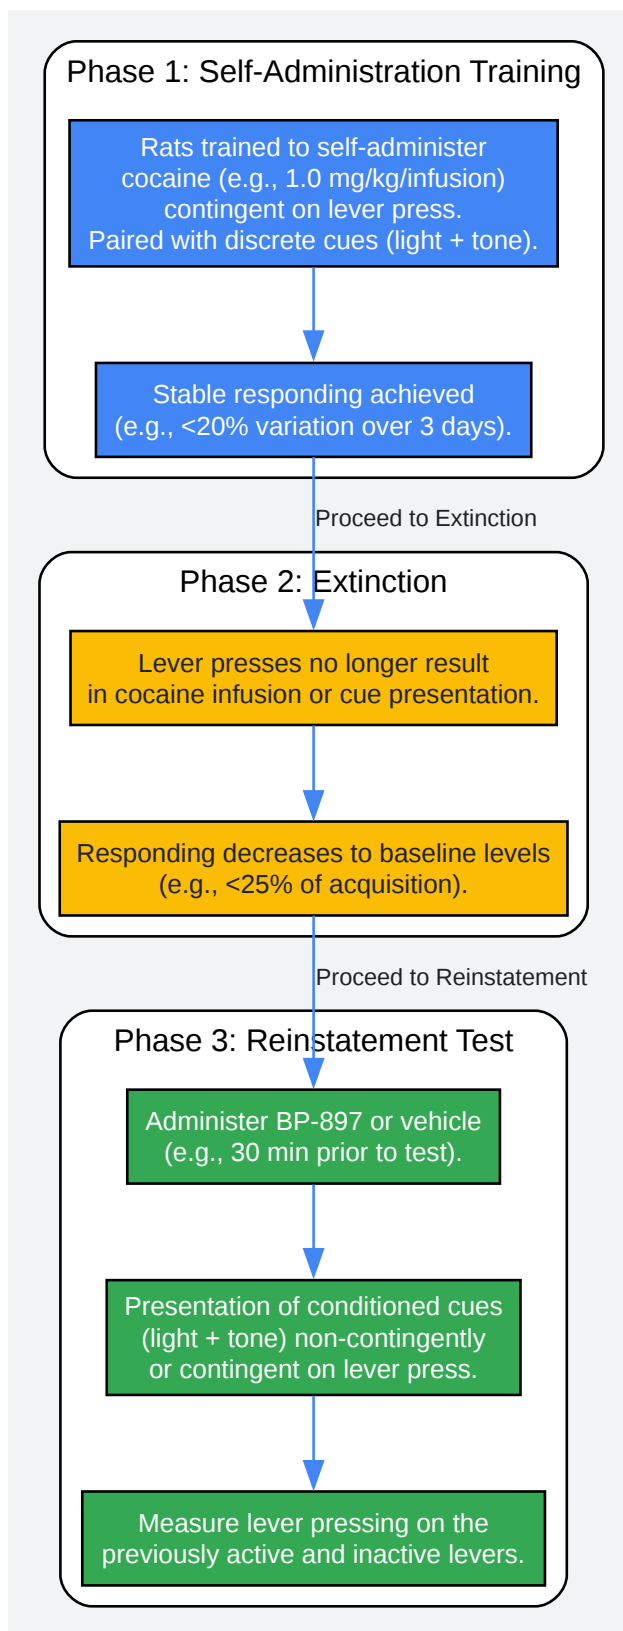 Phase 1: Self-Administration Training
Rats trained to self-administer
cocaine (e.g., 1.0 mg/kg/infusion)
contingent on lever press.
Paired with discrete cues (light + tone).
Stable responding achieved
(e.g., <20% variation over 3 days).
Proceed to Extinction
Phase 2: Extinction
Lever presses no longer result
in cocaine infusion or cue presentation.
Responding decreases to baseline levels
(e.g., <25% of acquisition).
Proceed to Reinstatement
Phase 3: Reinstatement Test
Administer BP-897 or vehicle
(e.g., 30 min prior to test).
Presentation of conditioned cues
(light + tone) non-contingently
or contingent on lever press.
Measure lever pressing on the
previously active and inactive levers.